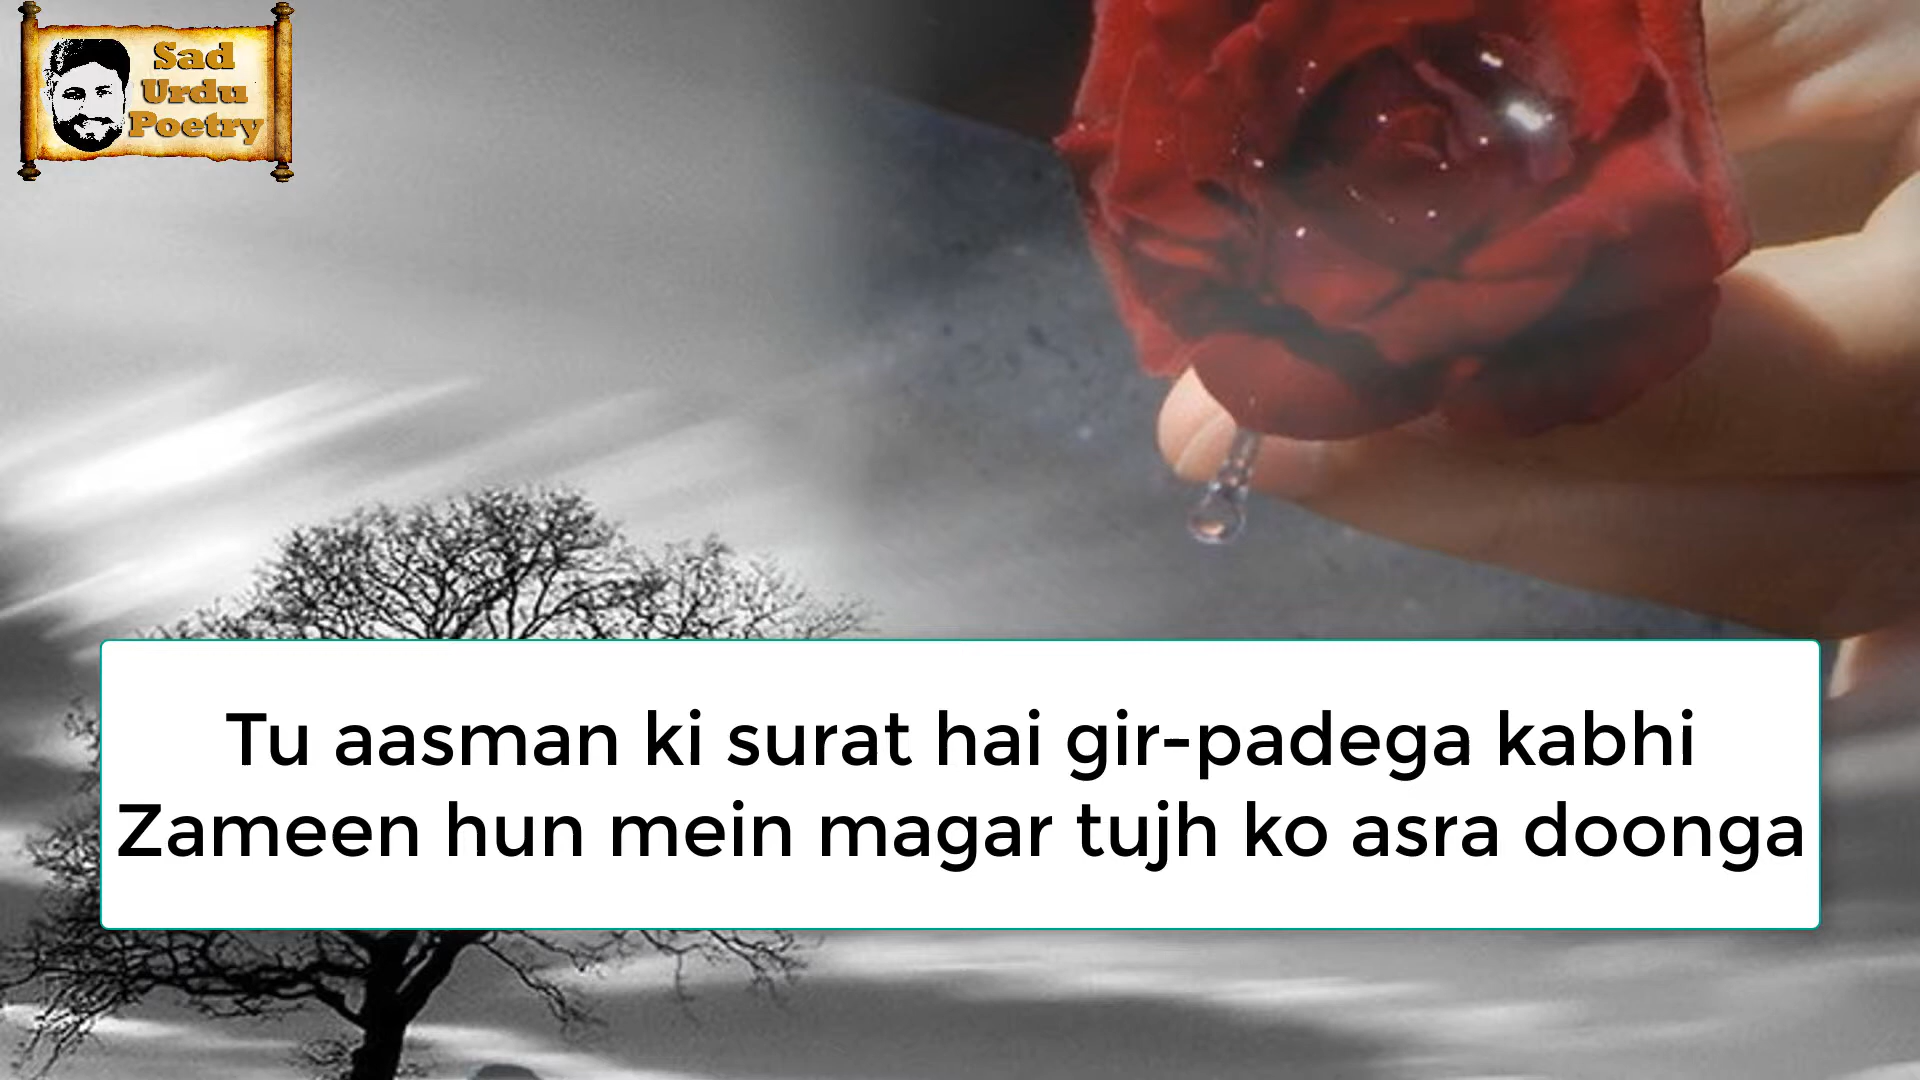 Sad
Urdu
Poetry
Tu aasman ki surat hai gir-padega kabhi
Zameen hun mein magar tujh ko asra doonga